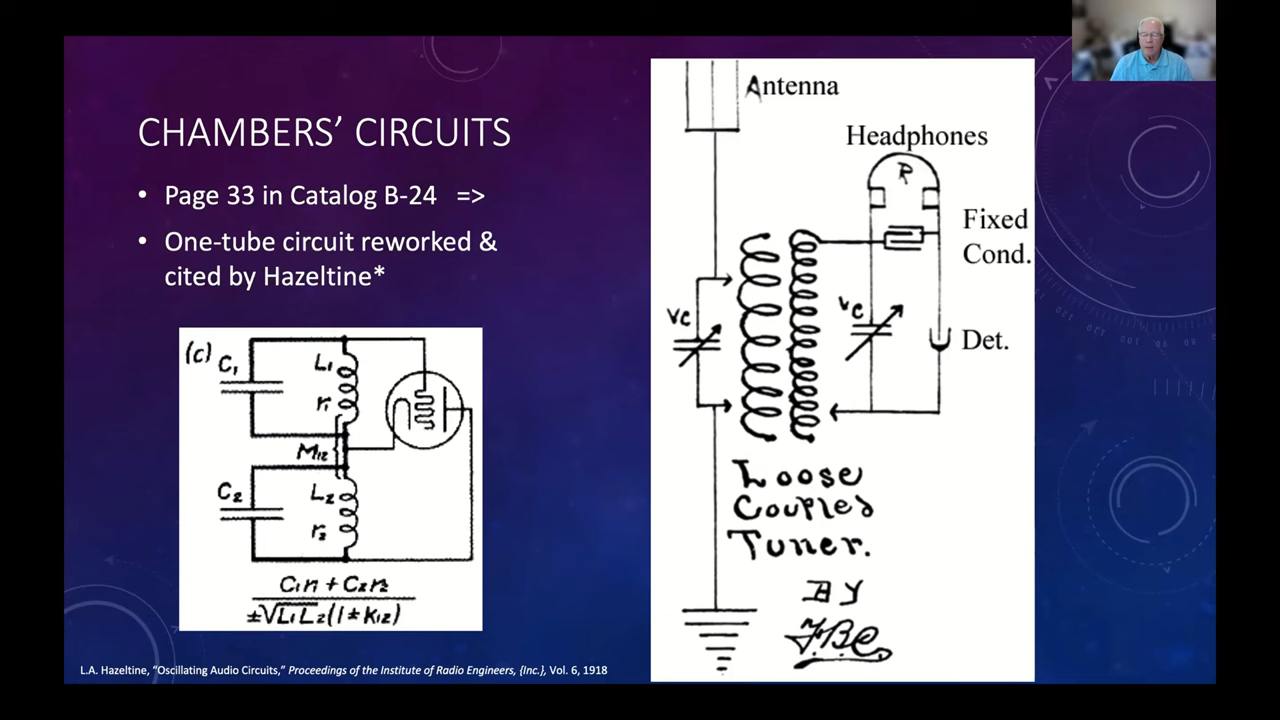 CHAMBERS’ CIRCUITS
• Page 33 in Catalog B-24 =>
• One-tube circuit reworked &
cited by Hazeltine*
(c)
C₁
L₁
r₁
M₁₂
C₂
L₂
r₂
C₁r₁ + C₂r₂
±√L₁L₂(1±K₁₂)
L.A. Hazeltine, “Oscillating Audio Circuits,” Proceedings of the Institute of Radio Engineers, {Inc.}, Vol. 6, 1918
Antenna
Headphones
R
Fixed
Cond.
VC
VC
Det.
Loose
Coupled
Tuner.
BY
F.B.C.